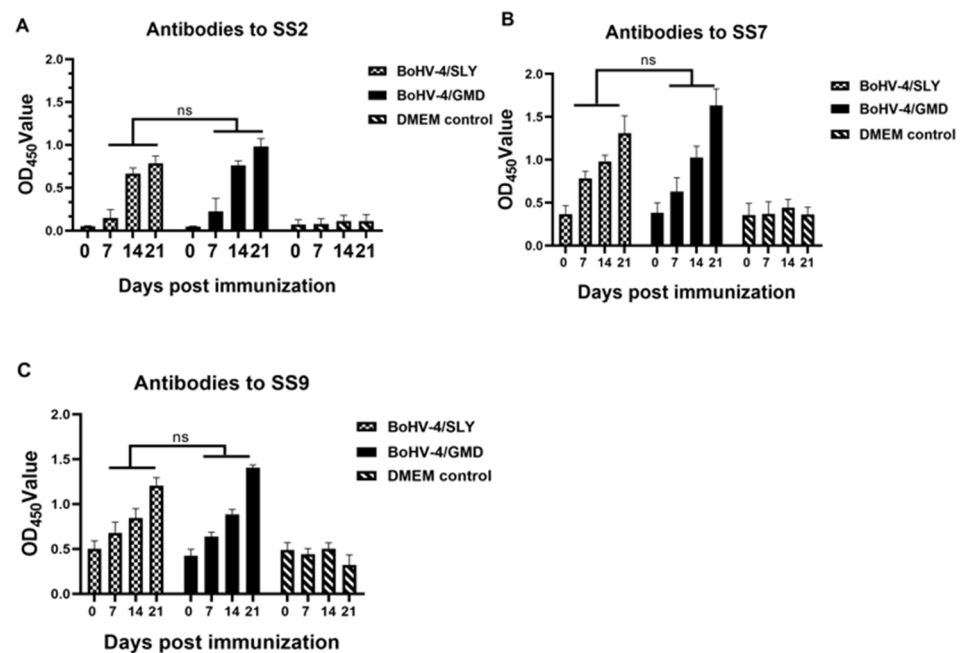 A
Antibodies to SS2
OD450Value
2.0
1.5
1.0
0.5
0.0
ns
BoHV-4/SLY
BoHV-4/GMD
DMEM control
0 7 14 21 0 7 14 21 0 7 14 21
Days post immunization
B
Antibodies to SS7
OD450Value
2.0
1.5
1.0
0.5
0.0
ns
BoHV-4/SLY
BoHV-4/GMD
DMEM control
0 7 14 21 0 7 14 21 0 7 14 21
Days post immunization
C
Antibodies to SS9
OD450Value
2.0
1.5
1.0
0.5
0.0
ns
BoHV-4/SLY
BoHV-4/GMD
DMEM control
0 7 14 21 0 7 14 21 0 7 14 21
Days post immunization